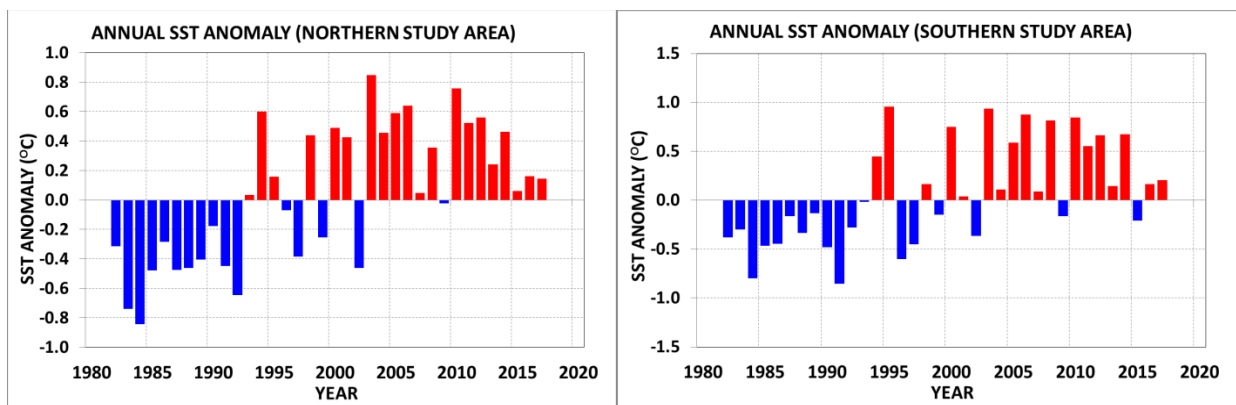 ANNUAL SST ANOMALY (NORTHERN STUDY AREA)
1.0
0.8
0.6
0.4
0.2
0.0
-0.2
-0.4
-0.6
-0.8
-1.0
SST ANOMALY (OC)
1980 1985 1990 1995 2000 2005 2010 2015 2020
YEAR
ANNUAL SST ANOMALY (SOUTHERN STUDY AREA)
1.5
1.0
0.5
0.0
-0.5
-1.0
-1.5
SST ANOMALY (OC)
1980 1985 1990 1995 2000 2005 2010 2015 2020
YEAR